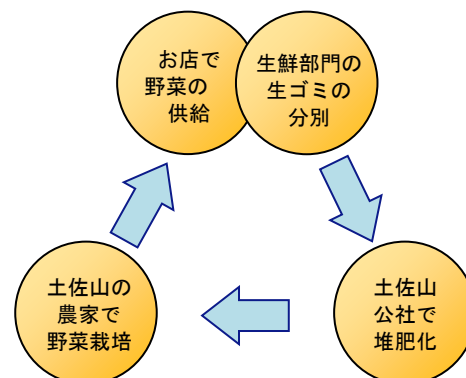 お店で
野菜の
供給
生鮮部門の
生ゴミの
分別
土佐山の
農家で
野菜栽培
土佐山
公社で
堆肥化